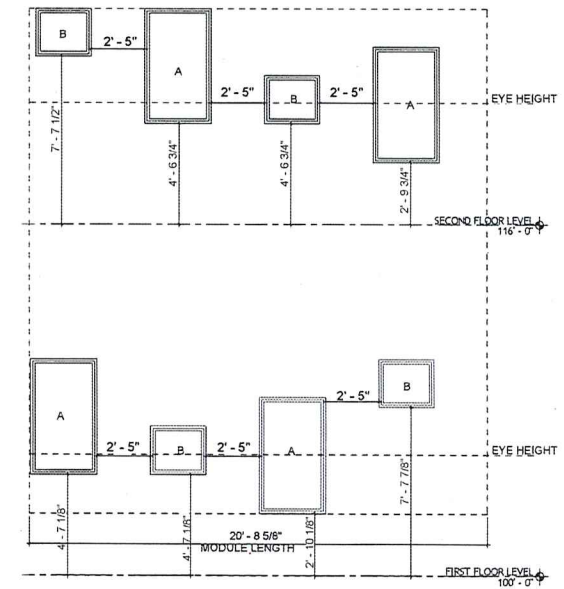 B
2' - 5"
A
2' - 5"
B
2' - 5"
A
EYE HEIGHT
7' - 7 1/2"
4' - 6 3/4"
4' - 6 3/4"
2' - 9 3/4"
SECOND FLOOR LEVEL
116' - 0"
A
2' - 5"
B
2' - 5"
A
2' - 5"
B
EYE HEIGHT
4' - 7 1/8"
4' - 7 1/8"
2' - 10 1/8"
7' - 7 7/8"
20' - 8 5/8"
MODULE LENGTH
FIRST FLOOR LEVEL
100' - 0"